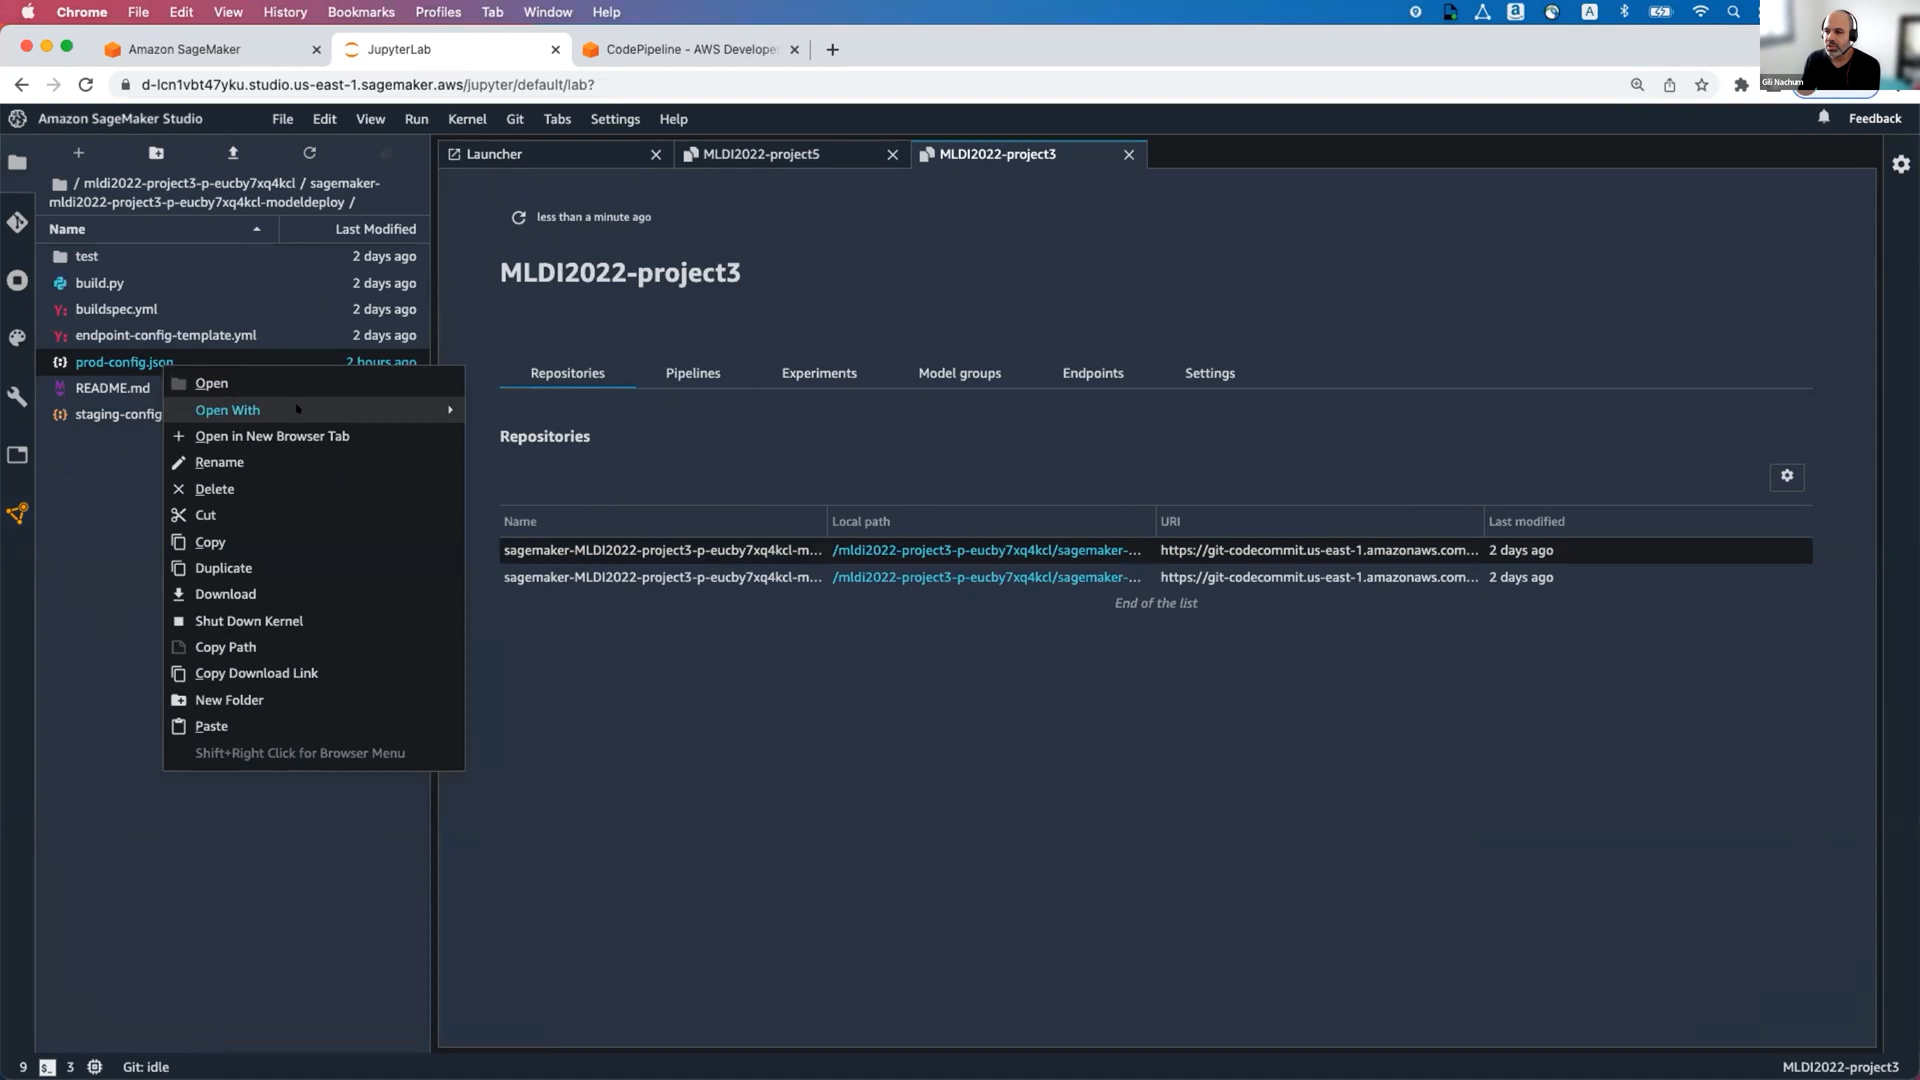 Chrome File Edit View History Bookmarks Profiles Tab Window Help
Gili Nachum
Amazon SageMaker
JupyterLab
CodePipeline - AWS Develope
d-lcn1vbt47yku.studio.us-east-1.sagemaker.aws/jupyter/default/lab?
Amazon SageMaker Studio File Edit View Run Kernel Git Tabs Settings Help Feedback
/ mldi2022-project3-p-eucby7xq4kcl / sagemaker-
mldi2022-project3-p-eucby7xq4kcl-modeldeploy /
Name Last Modified
test 2 days ago
build.py 2 days ago
buildspec.yml 2 days ago
endpoint-config-template.yml 2 days ago
prod-config.json 2 hours ago
README.md
staging-config
Open
Open With
Open in New Browser Tab
Rename
Delete
Cut
Copy
Duplicate
Download
Shut Down Kernel
Copy Path
Copy Download Link
New Folder
Paste
Shift+Right Click for Browser Menu
Launcher MLDI2022-project5 MLDI2022-project3
less than a minute ago
MLDI2022-project3
Repositories Pipelines Experiments Model groups Endpoints Settings
Repositories
Name Local path URI Last modified
sagemaker-MLDI2022-project3-p-eucby7xq4kcl-m... /mldi2022-project3-p-eucby7xq4kcl/sagemaker-... https://git-codecommit.us-east-1.amazonaws.com... 2 days ago
sagemaker-MLDI2022-project3-p-eucby7xq4kcl-m... /mldi2022-project3-p-eucby7xq4kcl/sagemaker-... https://git-codecommit.us-east-1.amazonaws.com... 2 days ago
End of the list
9 3 Git: idle MLDI2022-project3